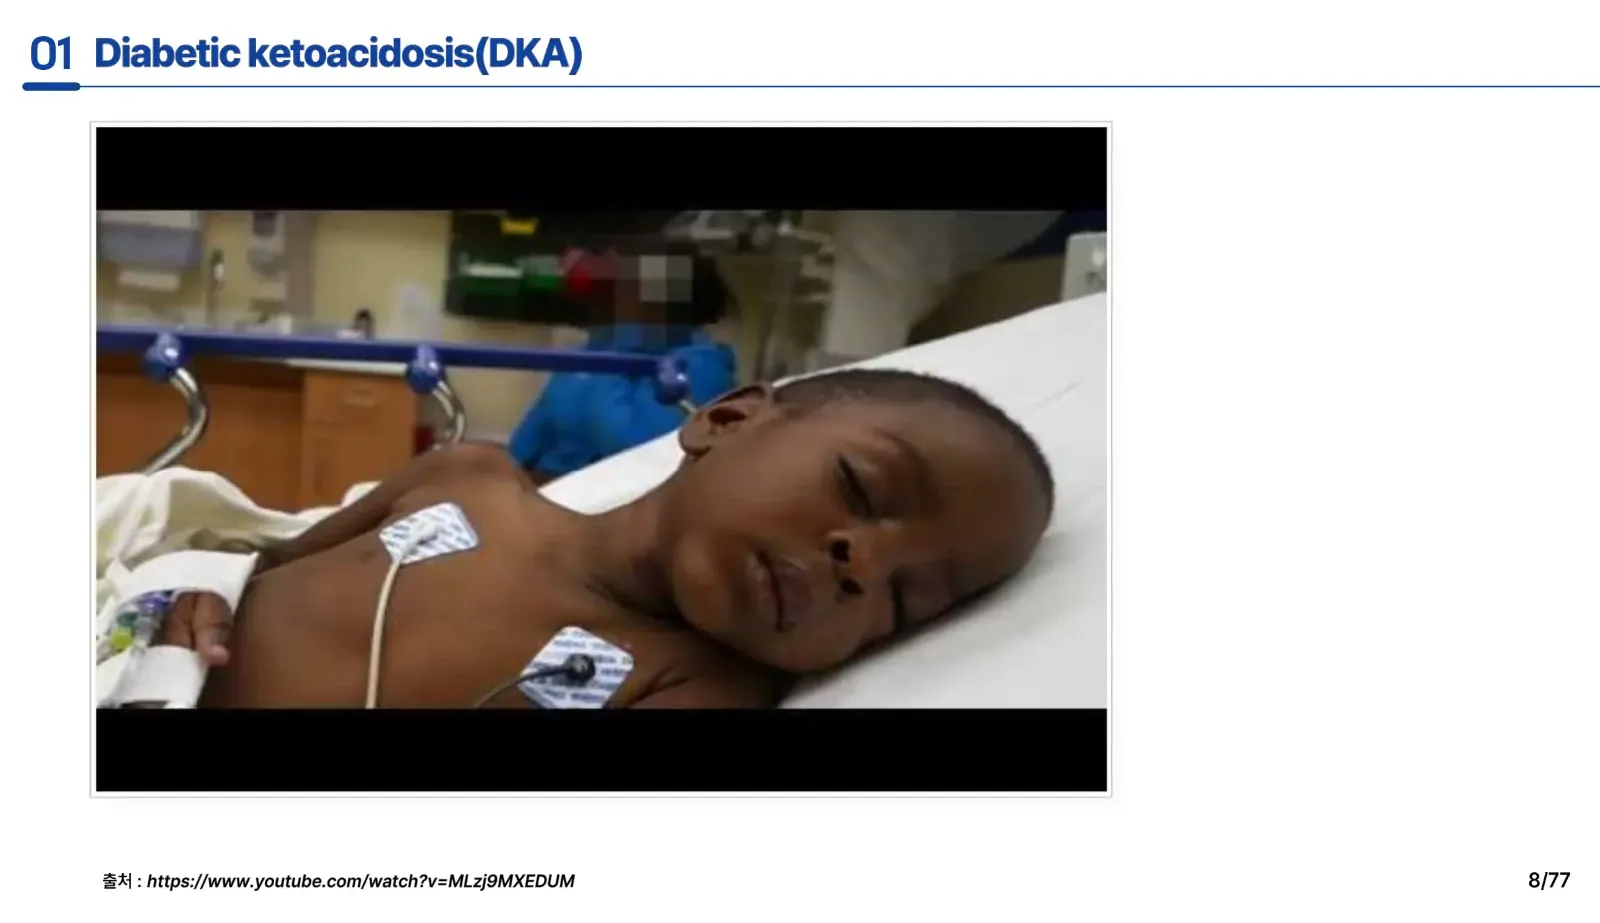 01 Diabetic ketoacidosis(DKA)
출처 : https://www.youtube.com/watch?v=MLzj9MXEDUM
8/77